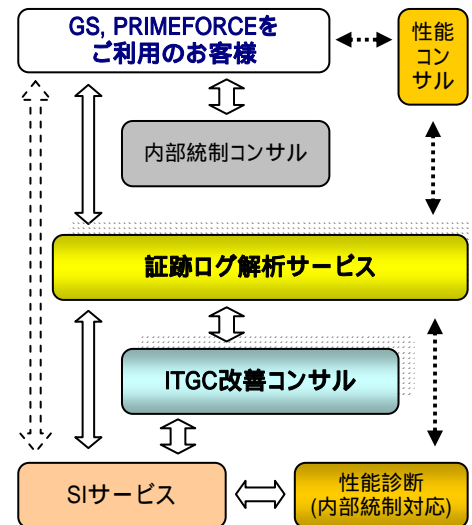 GS, PRIMEFORCEを
ご利用のお客様
性能
コン
サル
内部統制コンサル
証跡ログ解析サービス
ITGC改善コンサル
SIサービス
性能診断
(内部統制対応)